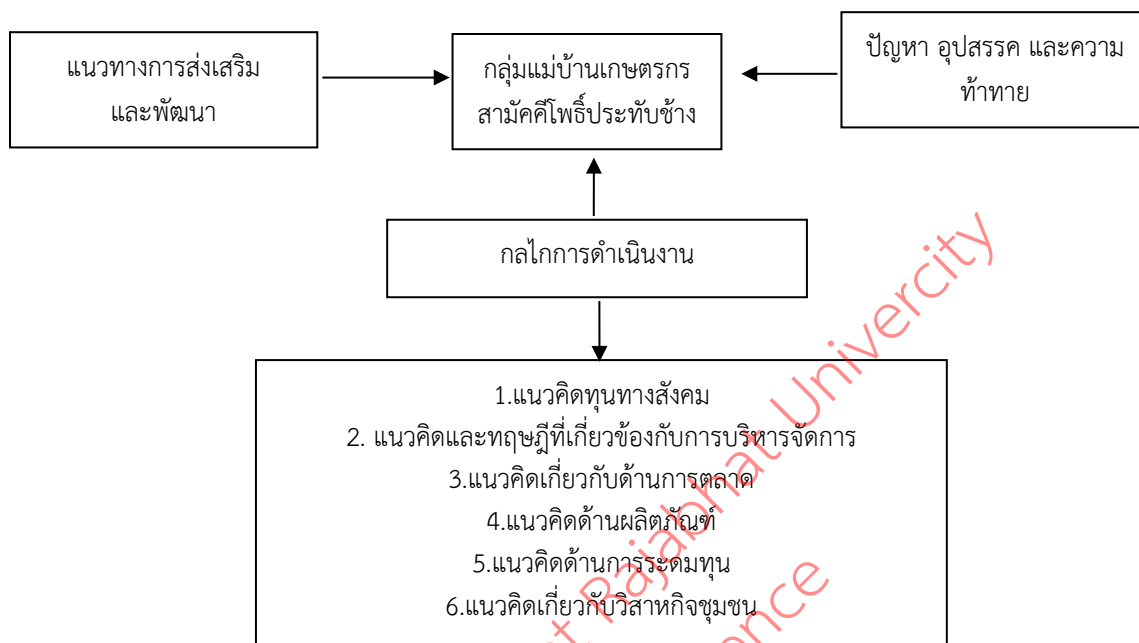 แนวทางการส่งเสริม
และพัฒนา
กลุ่มแม่บ้านเกษตรกร
สามัคคีโพธิ์ประทับช้าง
ปัญหา อุปสรรค และความ
ท้าทาย
กลไกการดำเนินงาน
1.แนวคิดทุนทางสังคม
2. แนวคิดและทฤษฎีที่เกี่ยวข้องกับการบริหารจัดการ
3.แนวคิดเกี่ยวกับด้านการตลาด
4.แนวคิดด้านผลิตภัณฑ์
5.แนวคิดด้านการระดมทุน
6.แนวคิดเกี่ยวกับวิสาหกิจชุมชน
Rajabhat Univercity